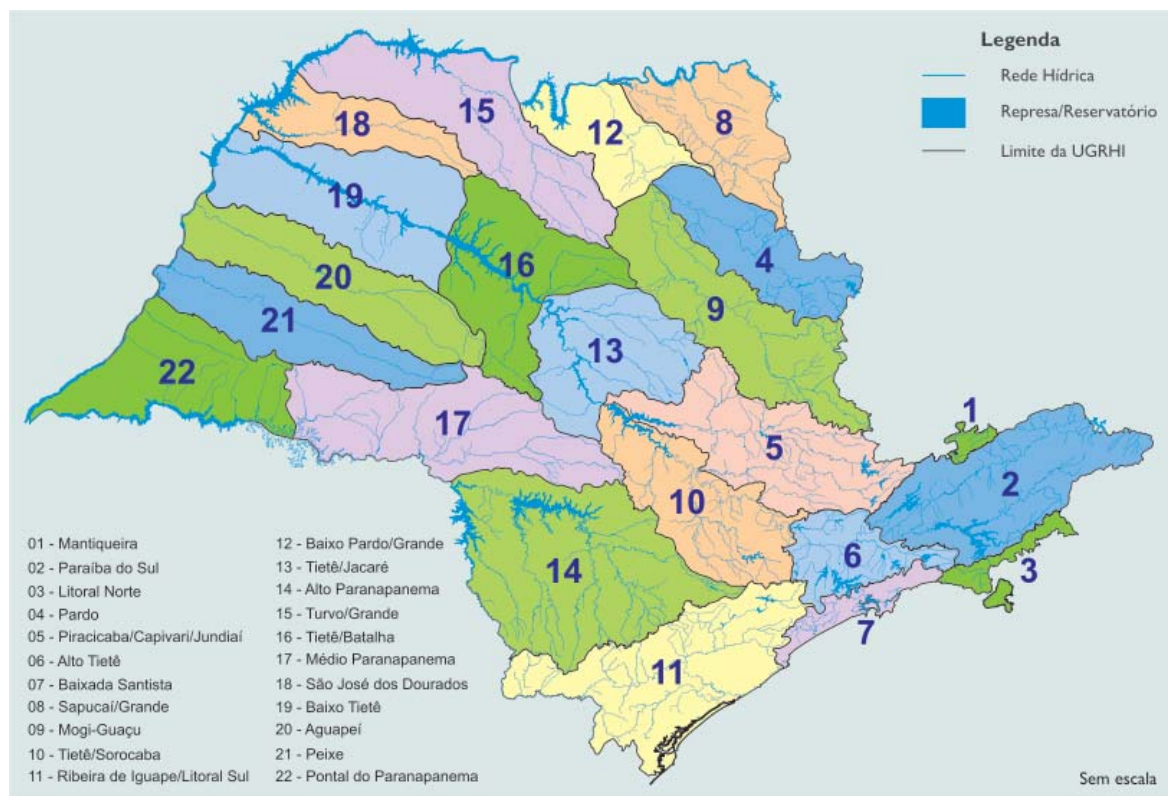 Legenda
Rede Hídrica
Represa/Reservatório
Limite da UGRHI
15
18
12
8
19
16
4
20
9
21
13
22
17
1
5
2
10
6
14
3
7
11
01 - Mantiqueira
02 - Paraíba do Sul
03 - Litoral Norte
04 - Pardo
05 - Piracicaba/Capivari/Jundiaí
06 - Alto Tietê
07 - Baixada Santista
08 - Sapucaí/Grande
09 - Mogi-Guaçu
10 - Tietê/Sorocaba
11 - Ribeira de Iguape/Litoral Sul
12 - Baixo Pardo/Grande
13 - Tietê/Jacaré
14 - Alto Paranapanema
15 - Turvo/Grande
16 - Tietê/Batalha
17 - Médio Paranapanema
18 - São José dos Dourados
19 - Baixo Tietê
20 - Aguapeí
21 - Peixe
22 - Pontal do Paranapanema
Sem escala